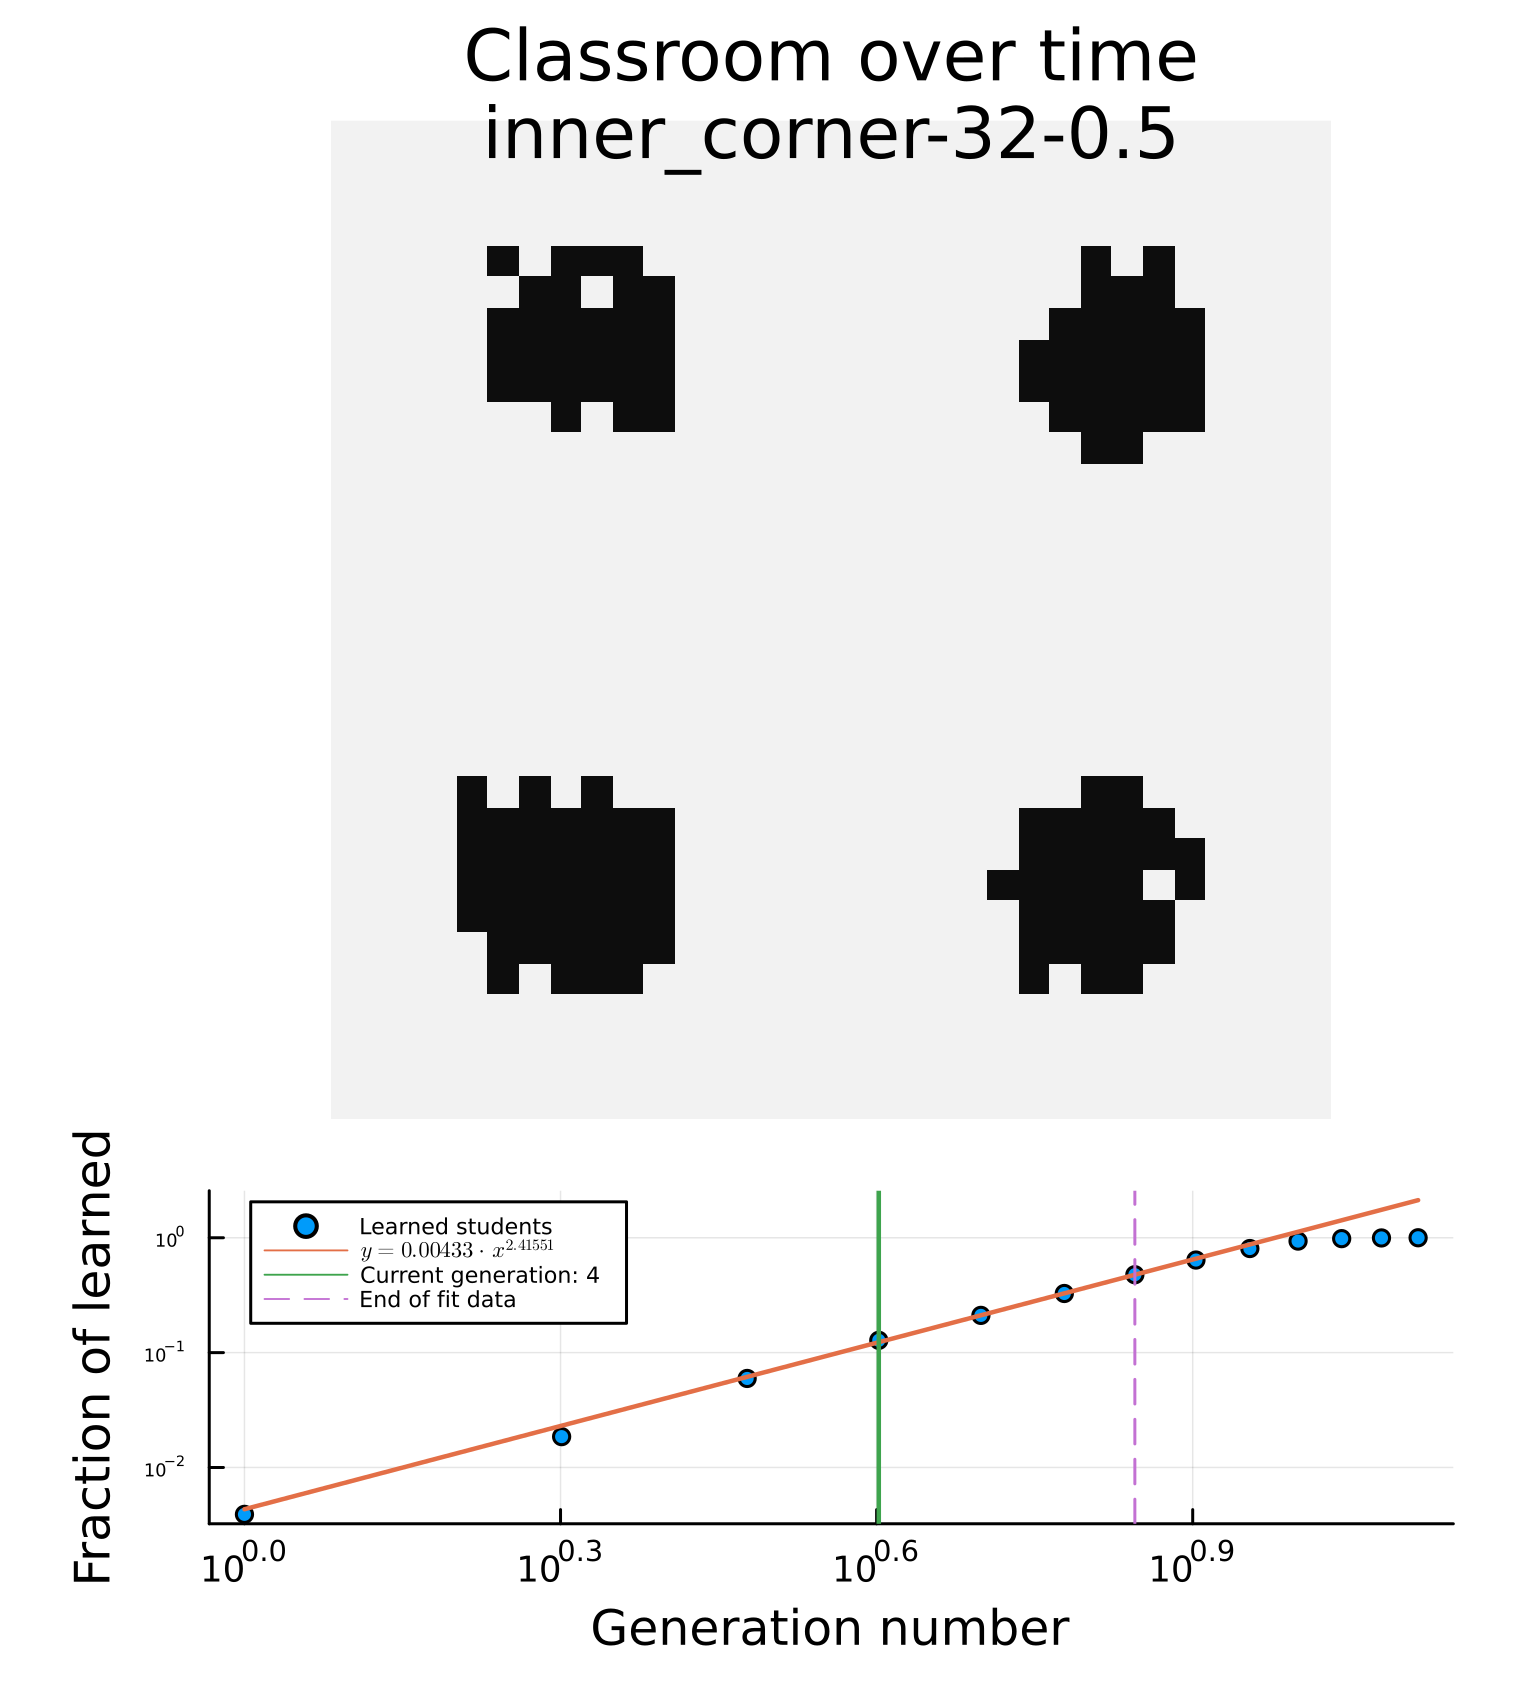 Classroom over time
inner_corner-32-0.5
Fraction of learned
10⁰
10⁻¹
10⁻²
Learned students
y = 0.00433 · x^2.41551
Current generation: 4
End of fit data
10^0.0
10^0.3
10^0.6
10^0.9
Generation number